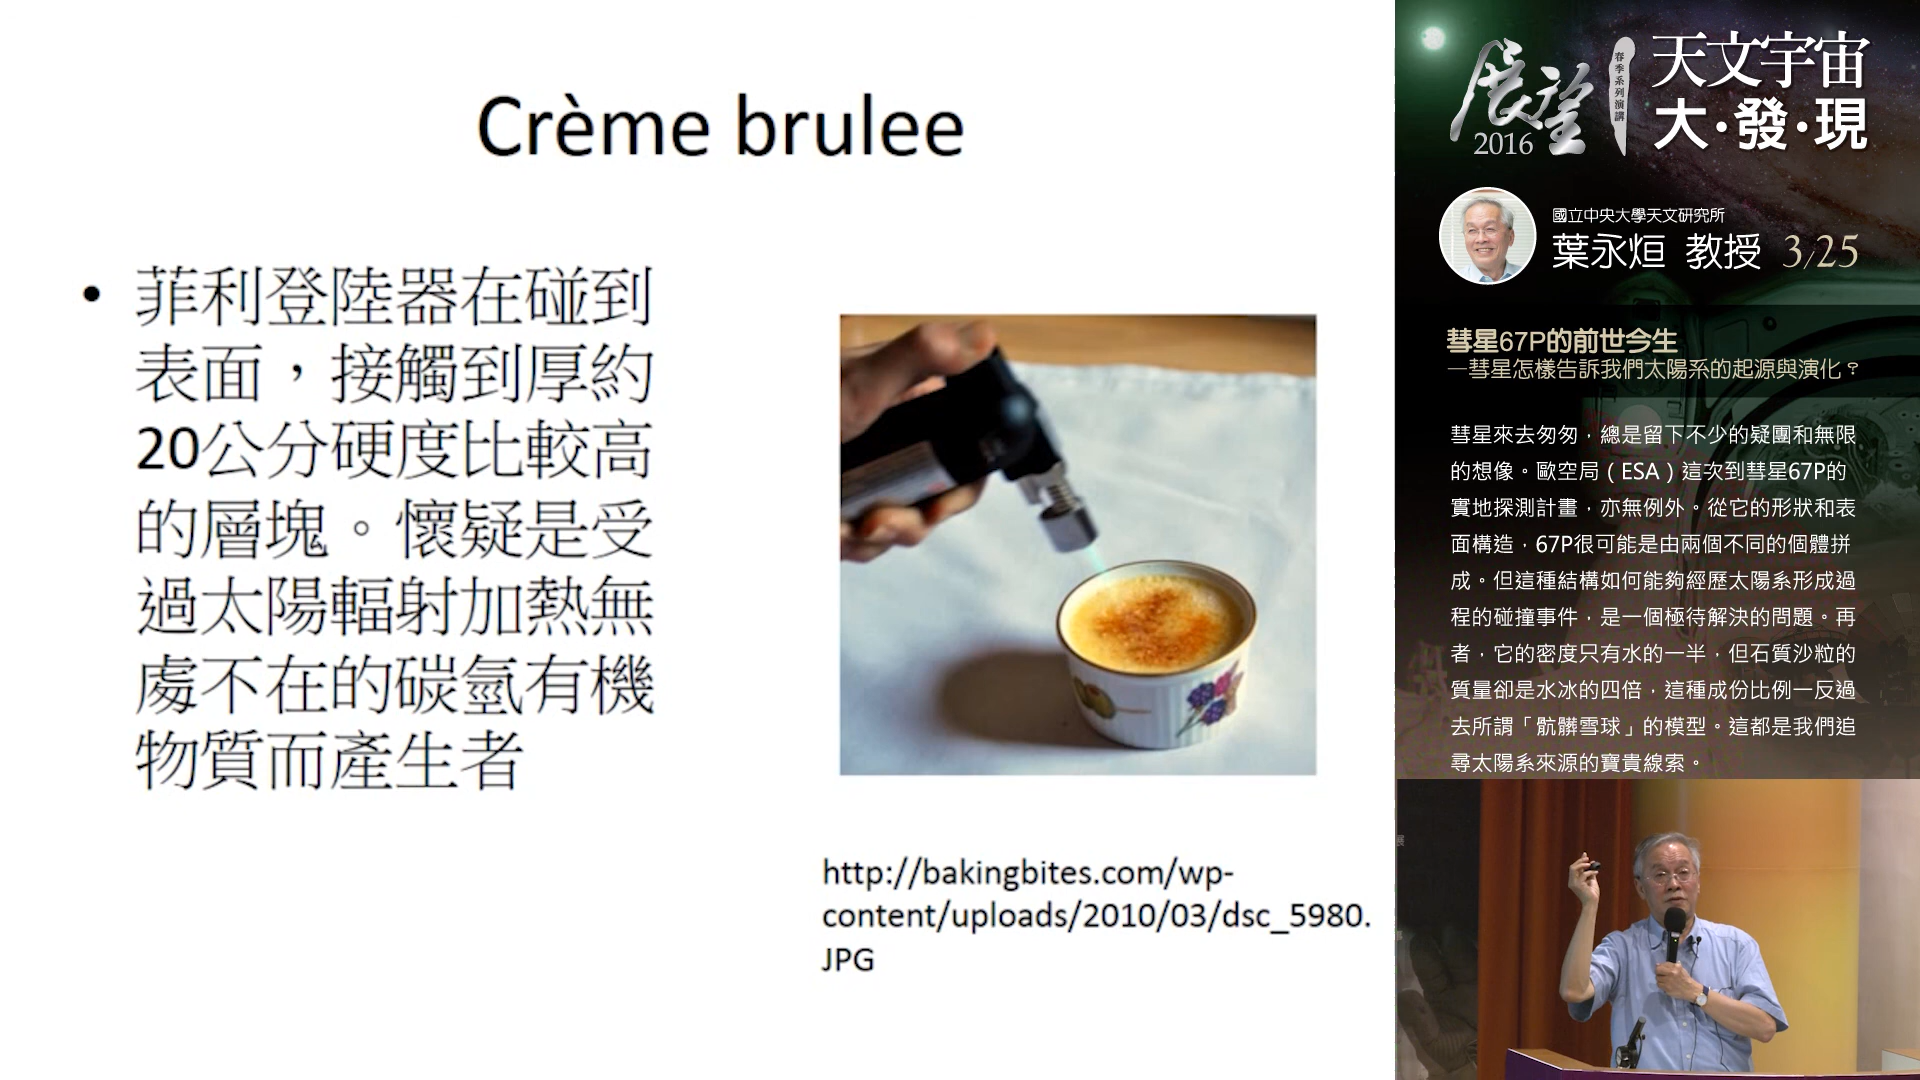 Crème brulee
• 菲利登陸器在碰到
表面，接觸到厚約
20公分硬度比較高
的層塊。懷疑是受
過太陽輻射加熱無
處不在的碳氫有機
物質而產生者
http://bakingbites.com/wp-
content/uploads/2010/03/dsc_5980.
JPG
展望
2016
春季系列演講
天文宇宙
大·發·現
國立中央大學天文研究所
葉永烜 教授 3/25
彗星67P的前世今生
—彗星怎樣告訴我們太陽系的起源與演化？
彗星來去匆匆，總是留下不少的疑團和無限
的想像。歐空局（ESA）這次到彗星67P的
實地探測計畫，亦無例外。從它的形狀和表
面構造，67P很可能是由兩個不同的個體拼
成。但這種結構如何能夠經歷太陽系形成過
程的碰撞事件，是一個極待解決的問題。再
者，它的密度只有水的一半，但石質沙粒的
質量卻是水冰的四倍，這種成份比例一反過
去所謂「骯髒雪球」的模型。這都是我們追
尋太陽系來源的寶貴線索。